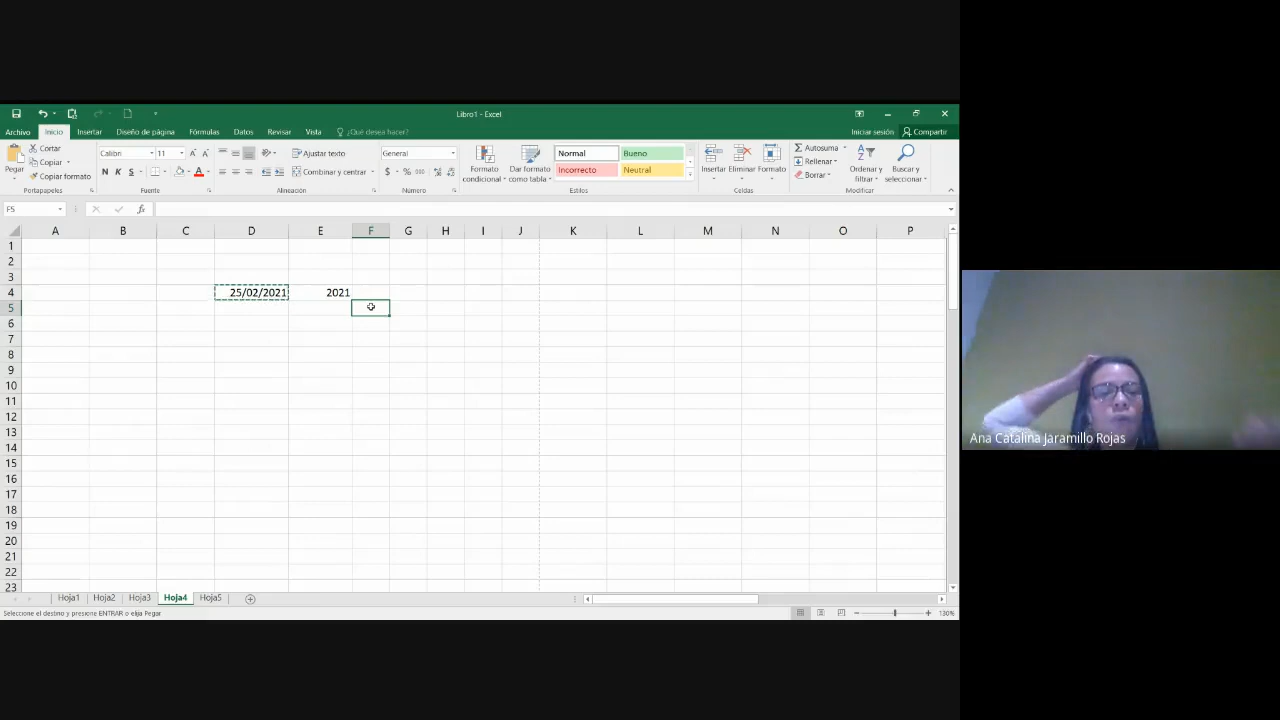 Libro1 - Excel
Archivo Inicio Insertar Diseño de página Fórmulas Datos Revisar Vista ¿Qué desea hacer? Iniciar sesión Compartir
Pegar Cortar Copiar Copiar formato Portapapeles
Calibri 11 N K S Fuente
Ajustar texto Combinar y centrar Alineación
General $ % 000 Número
Formato condicional Dar formato como tabla Normal Bueno Incorrecto Neutral Estilos
Insertar Eliminar Formato Celdas
Autosuma Rellenar Borrar Ordenar y filtrar Buscar y seleccionar Modificar
F5 fx
A B C D E F G H I J K L M N O P
1
2
3
4 25/02/2021 2021
5
6
7
8
9
10
11
12
13
14
15
16
17
18
19
20
21
22
23
Hoja1 Hoja2 Hoja3 Hoja4 Hoja5
Seleccione el destino y presione ENTRAR o elija Pegar 130%
Ana Catalina Jaramillo Rojas